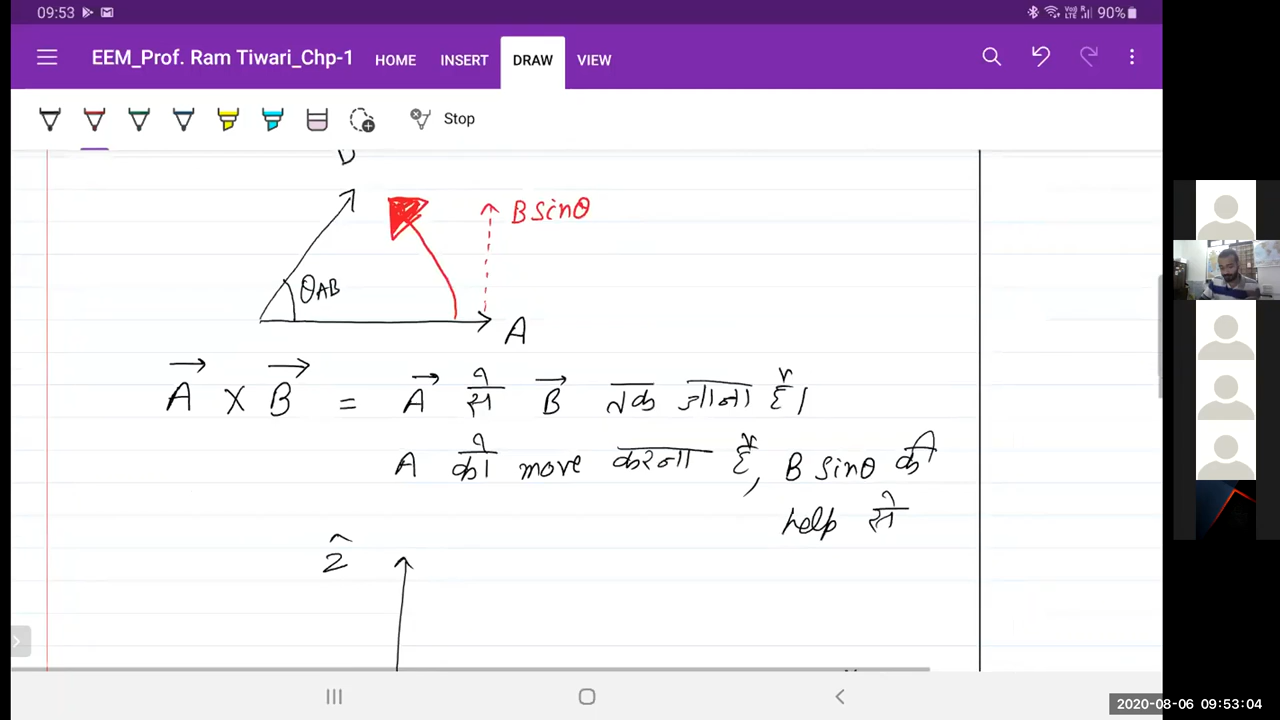 09:53
90%
EEM_Prof. Ram Tiwari_Chp-1 HOME INSERT DRAW VIEW
Stop
B sinθ
θAB
A
A × B = A से B तक जाना है।
A को move करना है, B sinθ की
help से
ẑ
2020-08-06 09:53:04